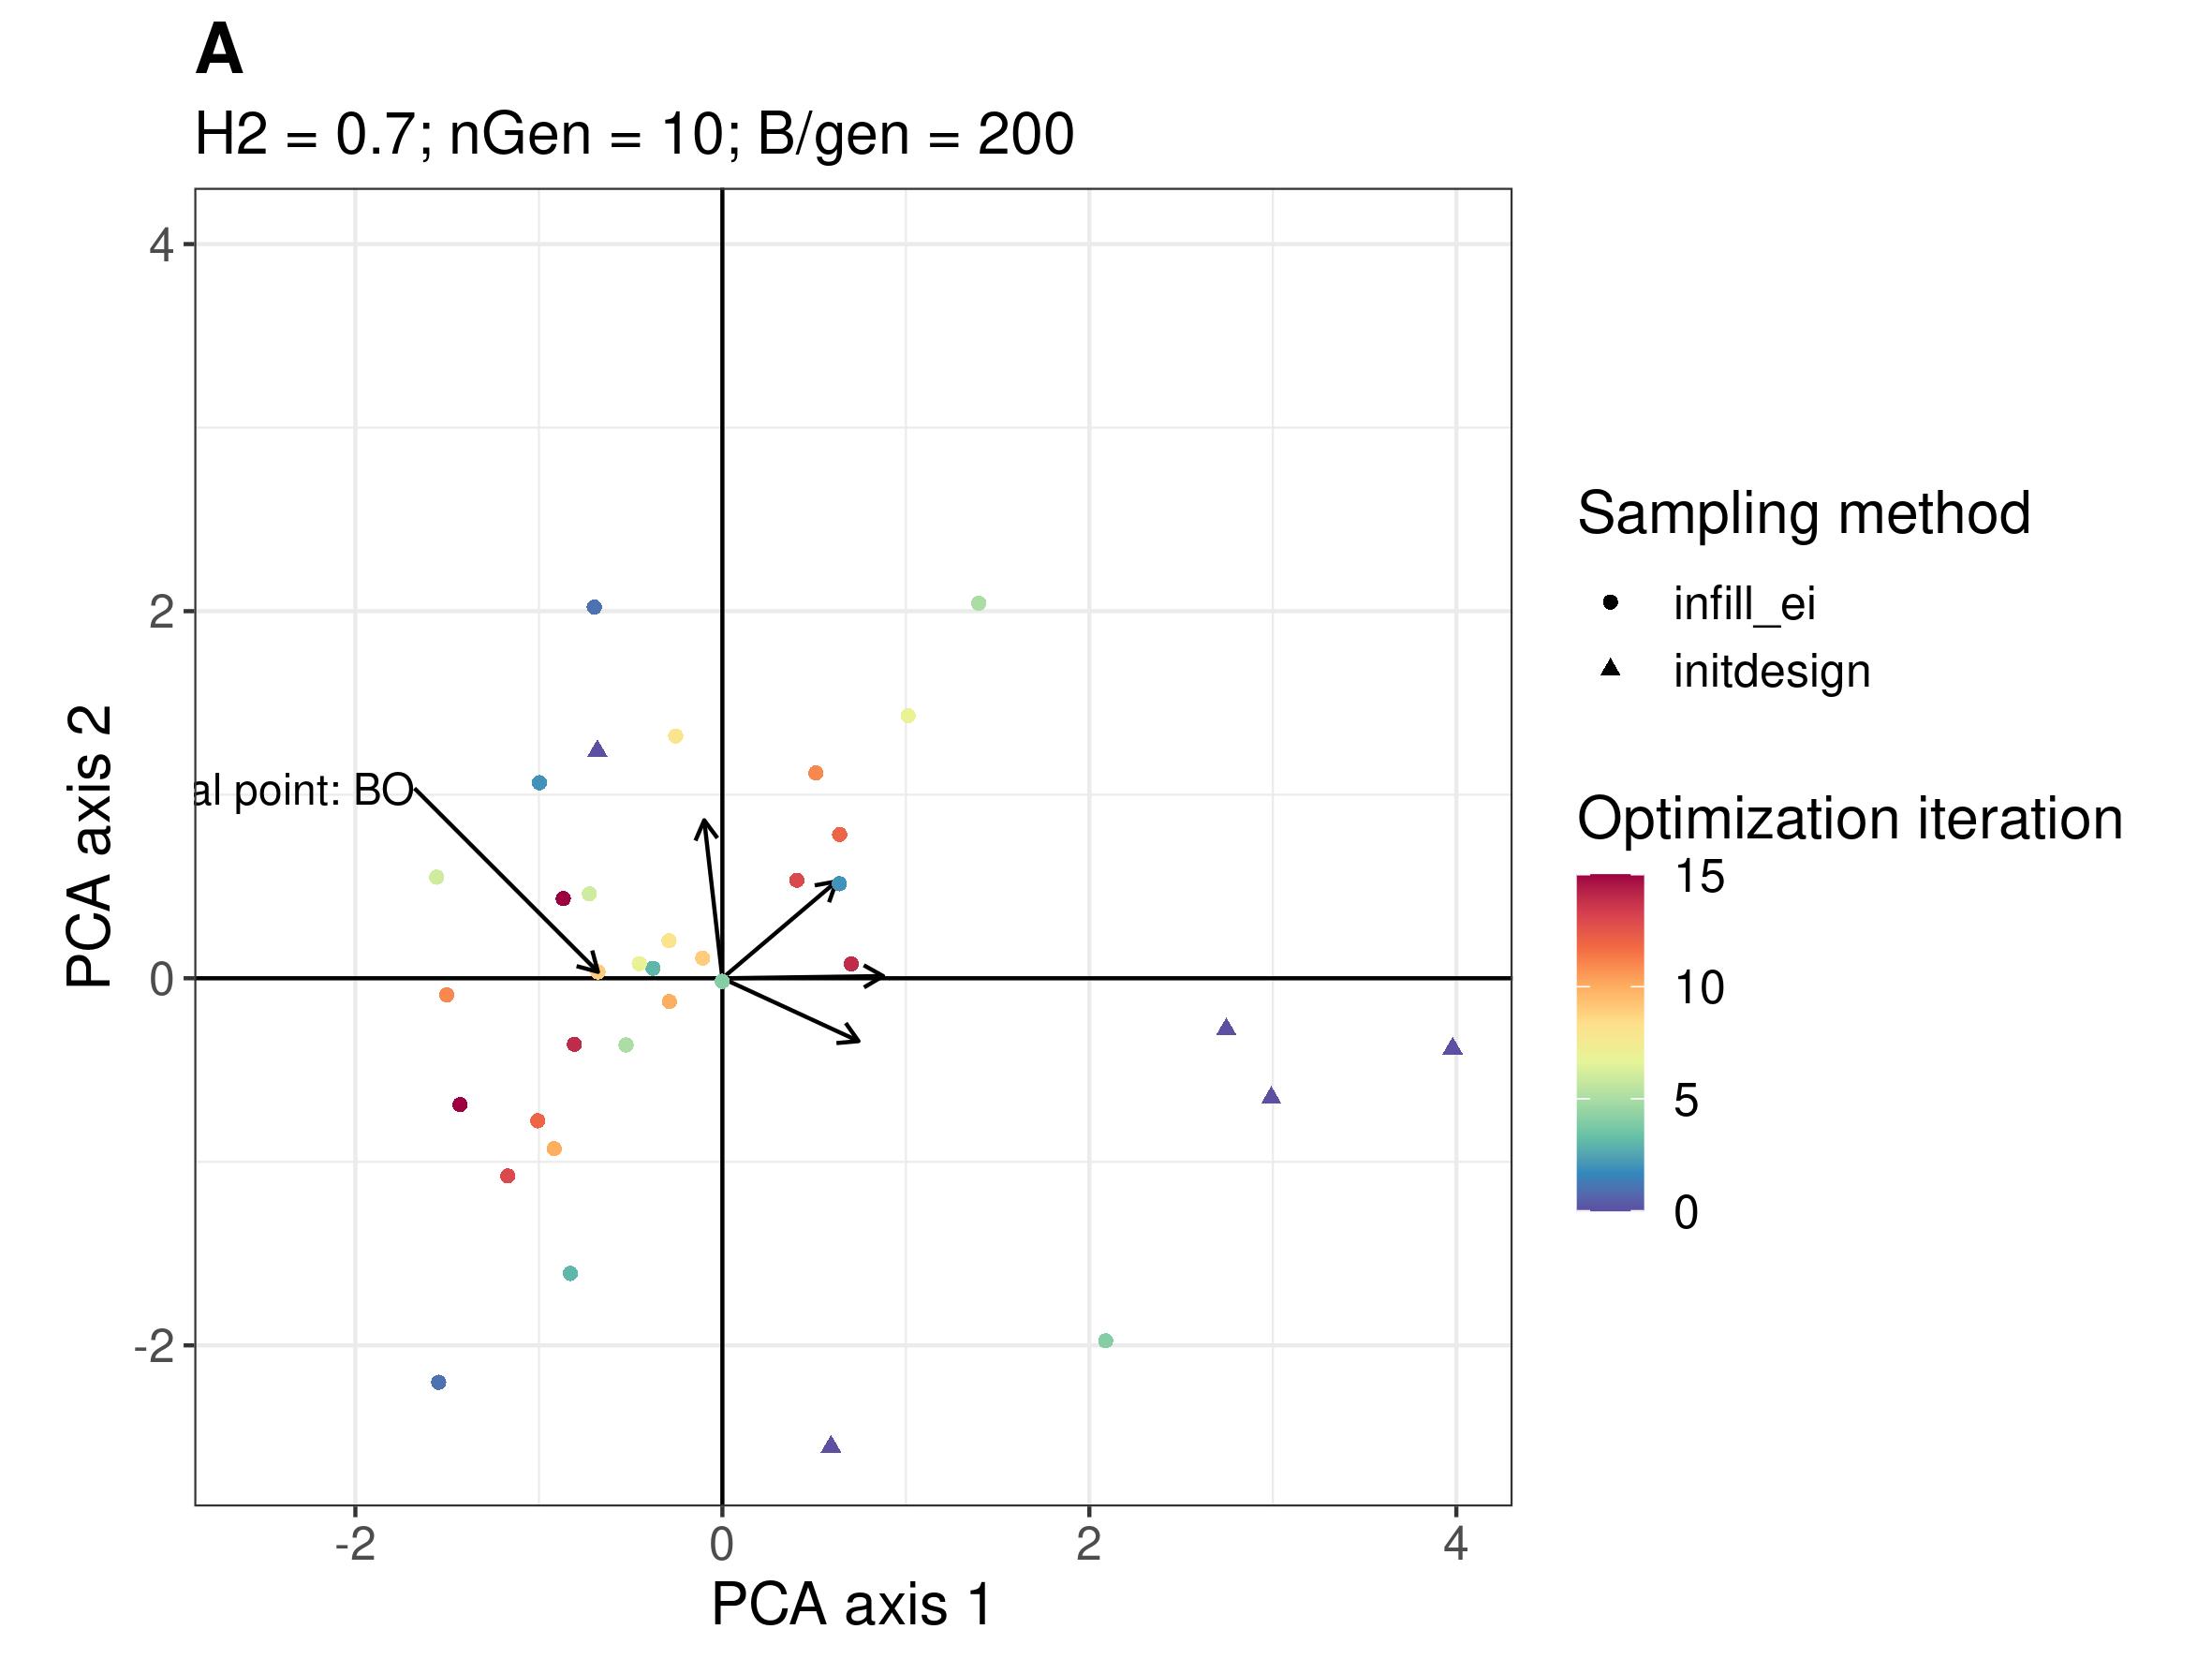 A
H2 = 0.7; nGen = 10; B/gen = 200
4
2
0
-2
-2
0
2
4
PCA axis 2
PCA axis 1
al point: BO
Sampling method
infill_ei
initdesign
Optimization iteration
15
10
5
0